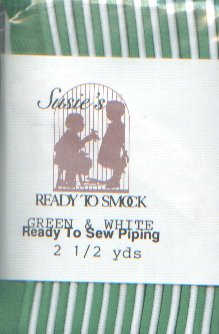 Susie's
READY TO SMOCK
GREEN & WHITE
Ready To Sew Piping
2 1/2 yds